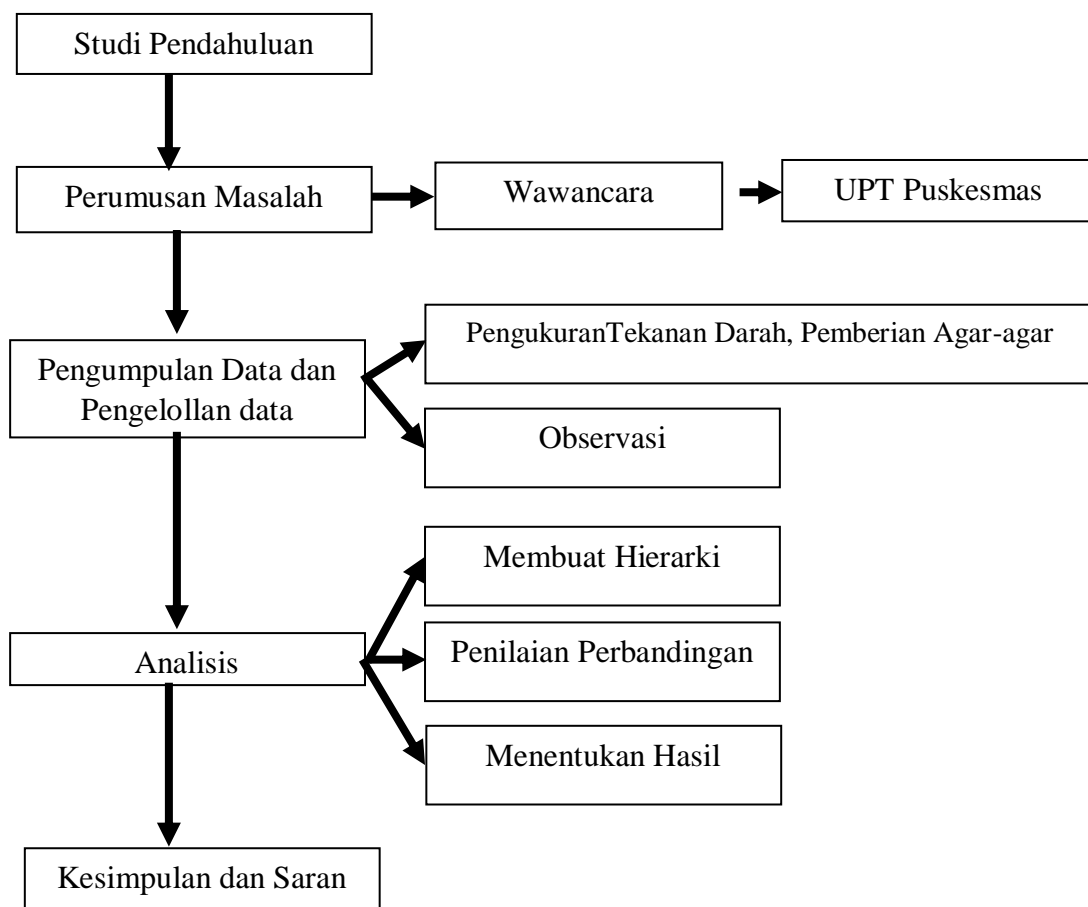 Studi Pendahuluan
Perumusan Masalah
Wawancara
UPT Puskesmas
PengukuranTekanan Darah, Pemberian Agar-agar
Pengumpulan Data dan
Pengelollan data
Observasi
Membuat Hierarki
Penilaian Perbandingan
Analisis
Menentukan Hasil
Kesimpulan dan Saran